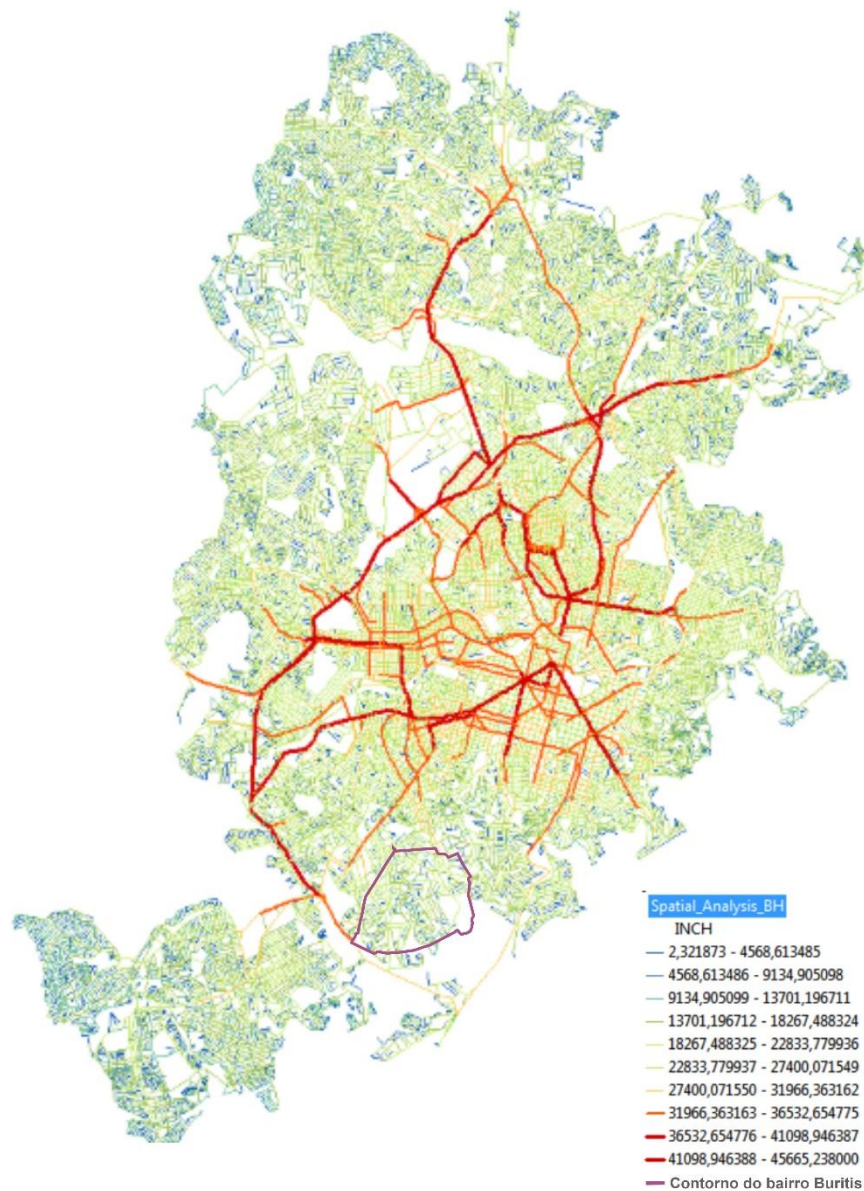 Spatial_Analysis_BH
INCH
2,321873 - 4568,613485
4568,613486 - 9134,905098
9134,905099 - 13701,196711
13701,196712 - 18267,488324
18267,488325 - 22833,779936
22833,779937 - 27400,071549
27400,071550 - 31966,363162
31966,363163 - 36532,654775
36532,654776 - 41098,946387
41098,946388 - 45665,238000
Contorno do bairro Buritis